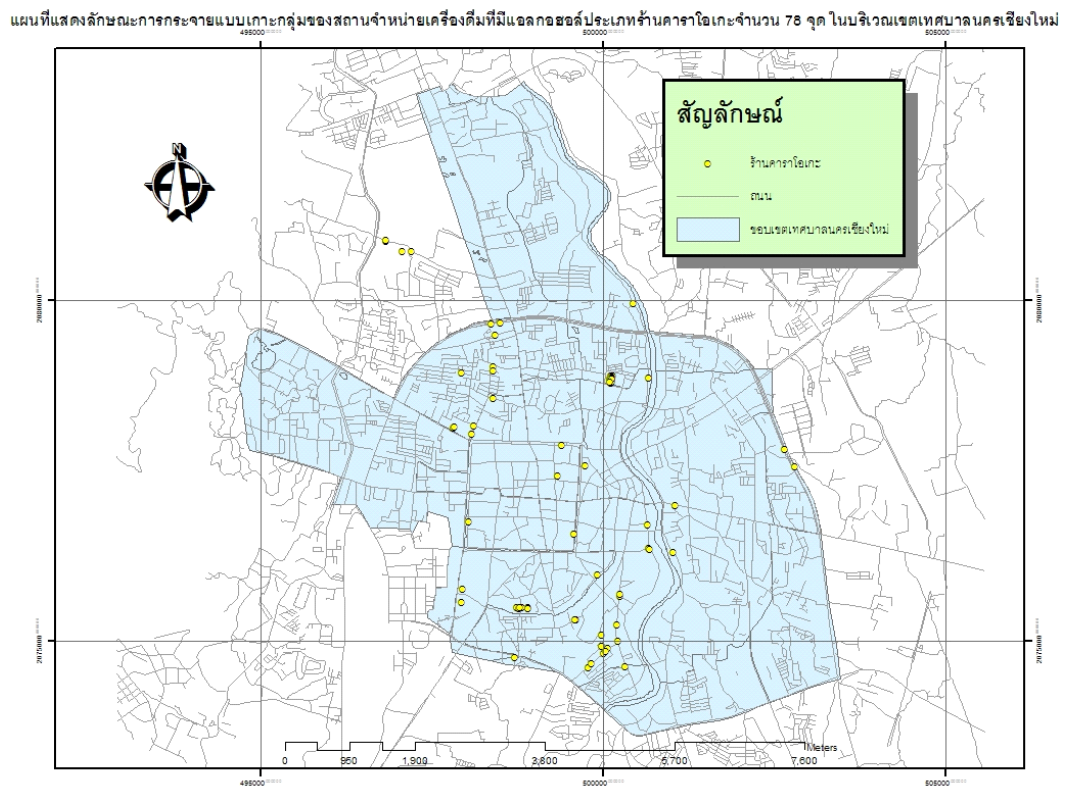 แผนที่แสดงลักษณะการกระจายแบบเกาะกลุ่มของสถานจำหน่ายเครื่องดื่มที่มีแอลกอฮอล์ประเภทร้านคาราโอเกะจำนวน 78 จุด ในบริเวณเขตเทศบาลนครเชียงใหม่
495000 500000 505000
สัญลักษณ์
ร้านคาราโอเกะ
ถนน
ขอบเขตเทศบาลนครเชียงใหม่
N
2080000 2080000
2075000 2075000
0 950 1,900 3,800 5,700 7,600 Meters
495000 500000 505000